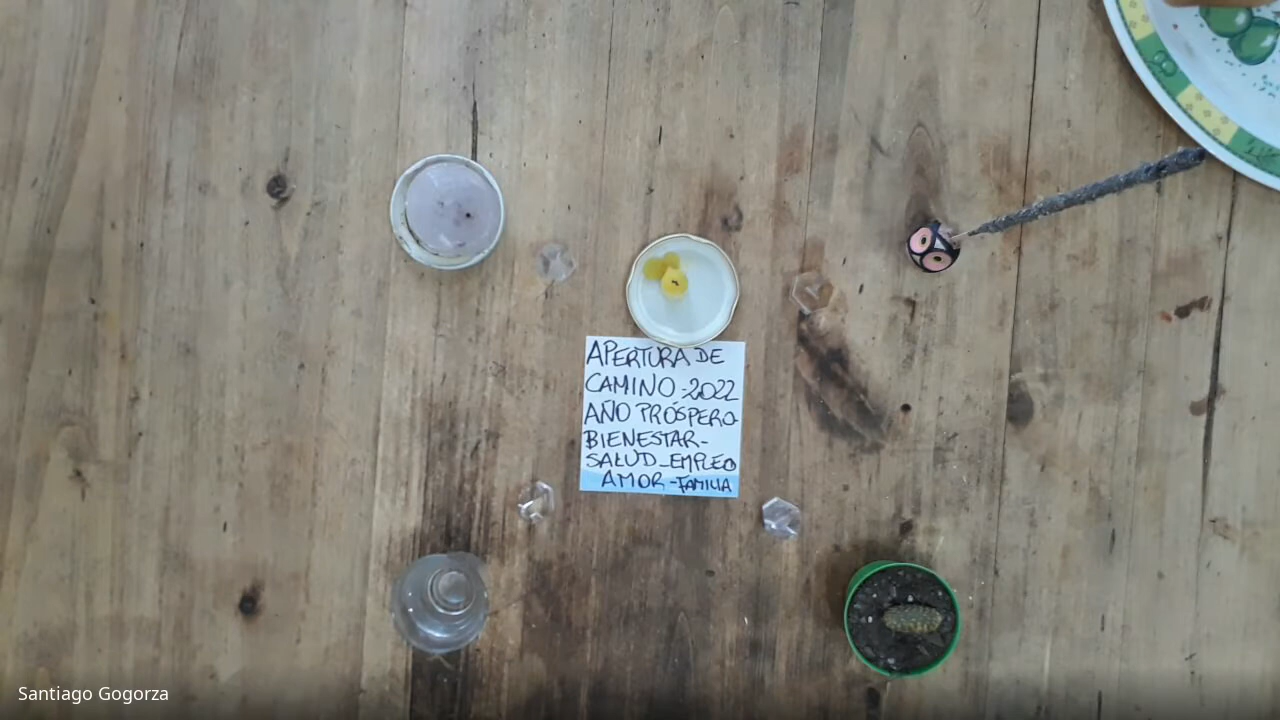 APERTURA DE
CAMINO -2022
AÑO PRÓSPERO
BIENESTAR-
SALUD_EMPLEO
AMOR -FAMILIA
Santiago Gogorza